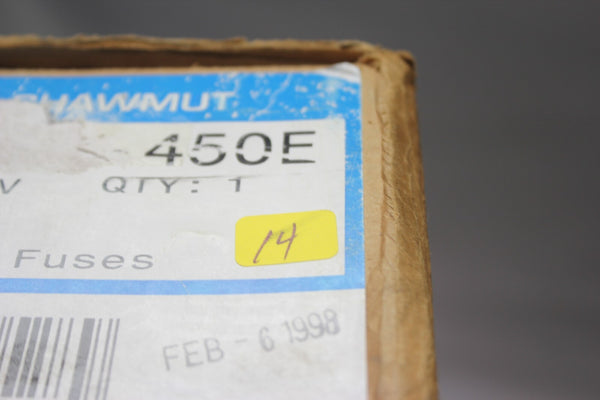 SHAWMUT
450E
V QTY: 1
14
Fuses
FEB - 6 1998